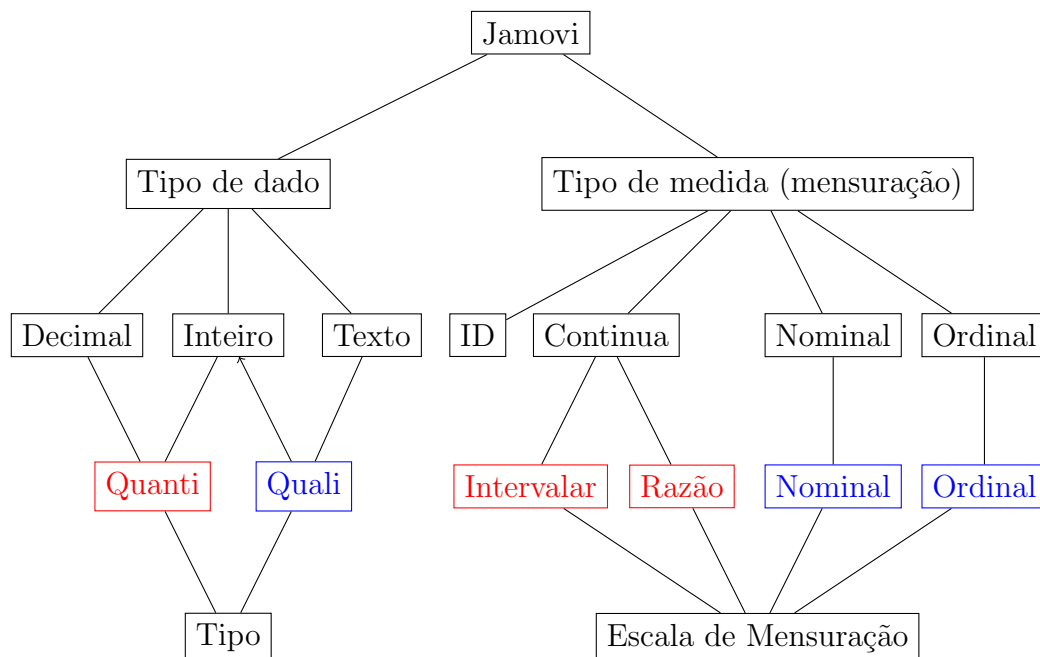 Jamovi
Tipo de dado
Tipo de medida (mensuração)
Decimal
Inteiro
Texto
ID
Continua
Nominal
Ordinal
Quanti
Quali
Intervalar
Razão
Nominal
Ordinal
Tipo
Escala de Mensuração